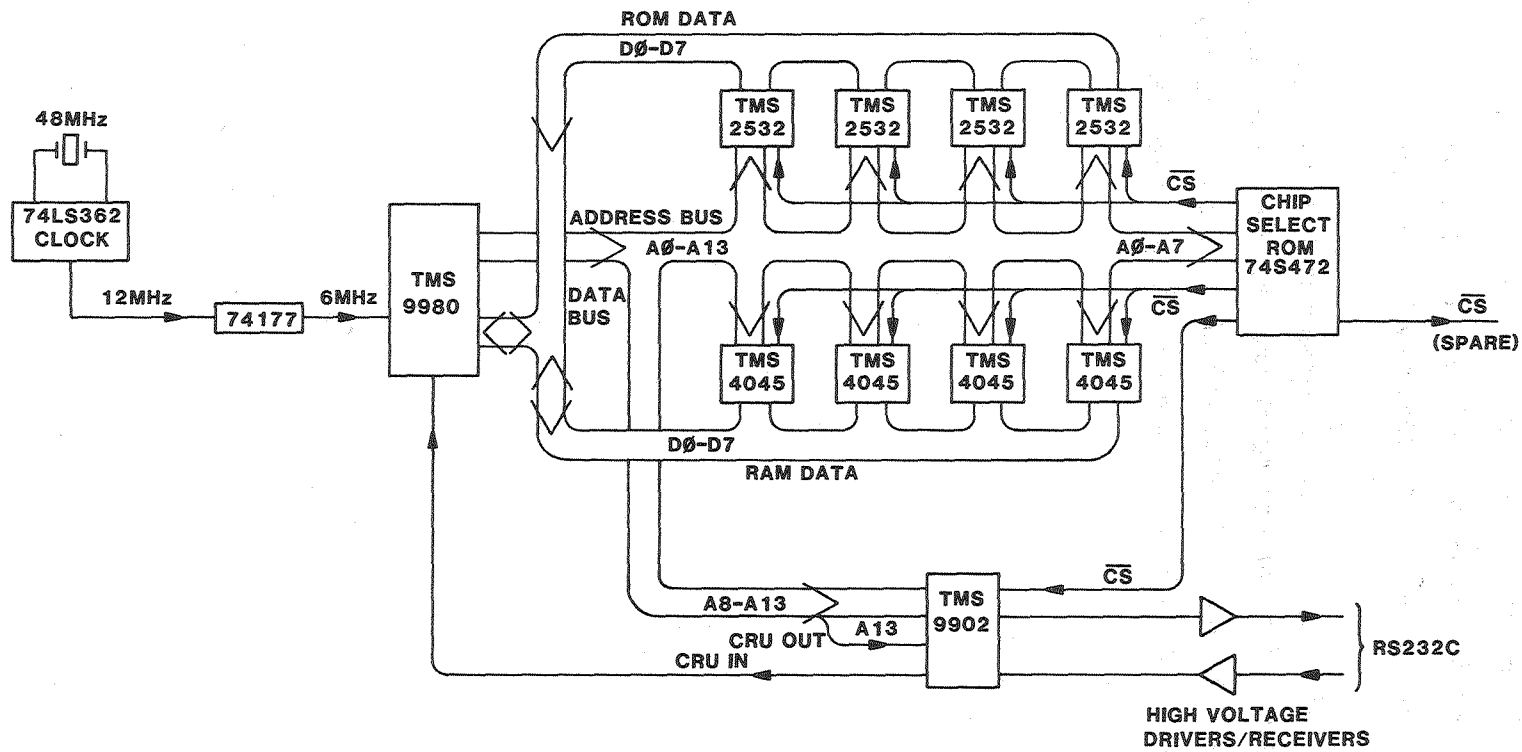 ROM DATA
DØ-D7
48MHz
74LS362
CLOCK
12MHz
74177
6MHz
TMS
9980
ADDRESS BUS
AØ-A13
DATA
BUS
TMS
2532
TMS
2532
TMS
2532
TMS
2532
CS
AØ-A7
CHIP
SELECT
ROM
74S472
CS
CS
(SPARE)
TMS
4045
TMS
4045
TMS
4045
TMS
4045
DØ-D7
RAM DATA
A8-A13
CRU OUT
A13
CRU IN
TMS
9902
CS
RS232C
HIGH VOLTAGE
DRIVERS/RECEIVERS